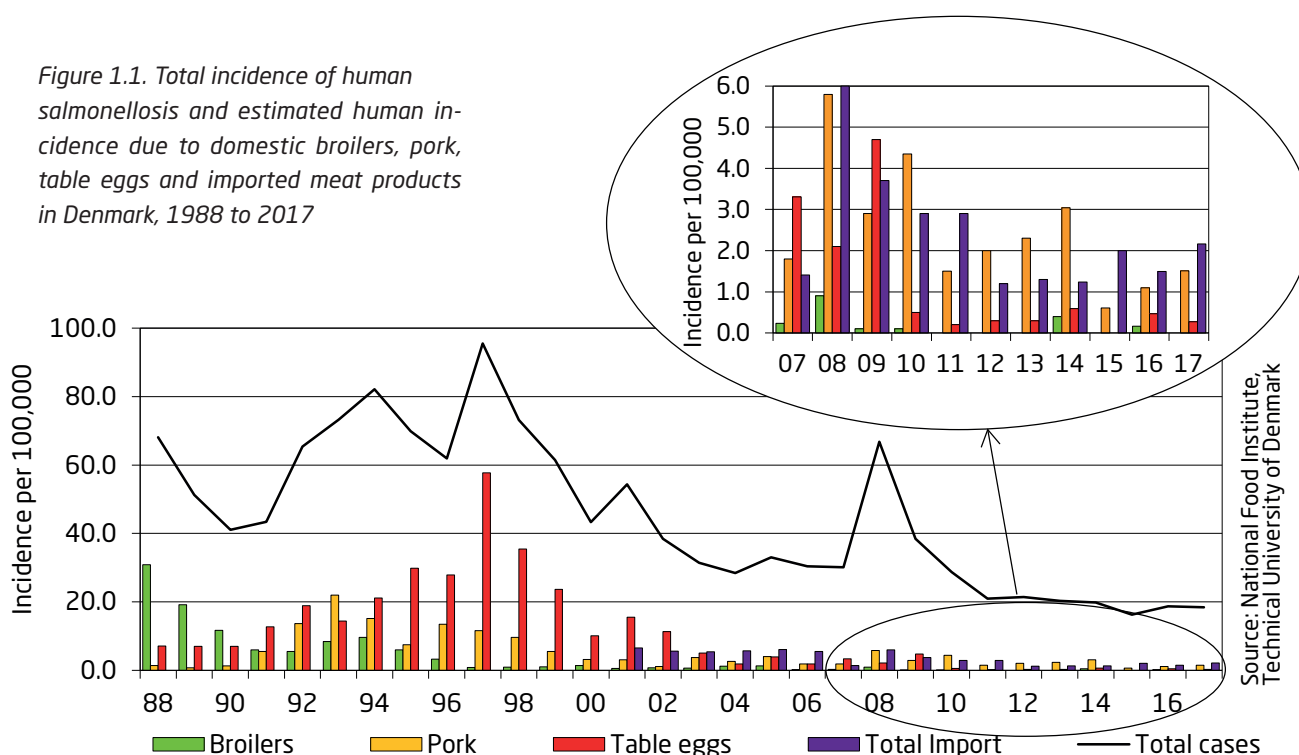 Figure 1.1. Total incidence of human
salmonellosis and estimated human in-
cidence due to domestic broilers, pork,
table eggs and imported meat products
in Denmark, 1988 to 2017
Incidence per 100,000
6.0
5.0
4.0
3.0
2.0
1.0
0.0
07 08 09 10 11 12 13 14 15 16 17
Incidence per 100,000
100.0
80.0
60.0
40.0
20.0
0.0
88 90 92 94 96 98 00 02 04 06 08 10 12 14 16
Broilers Pork Table eggs Total Import Total cases
Source: National Food Institute,
Technical University of Denmark